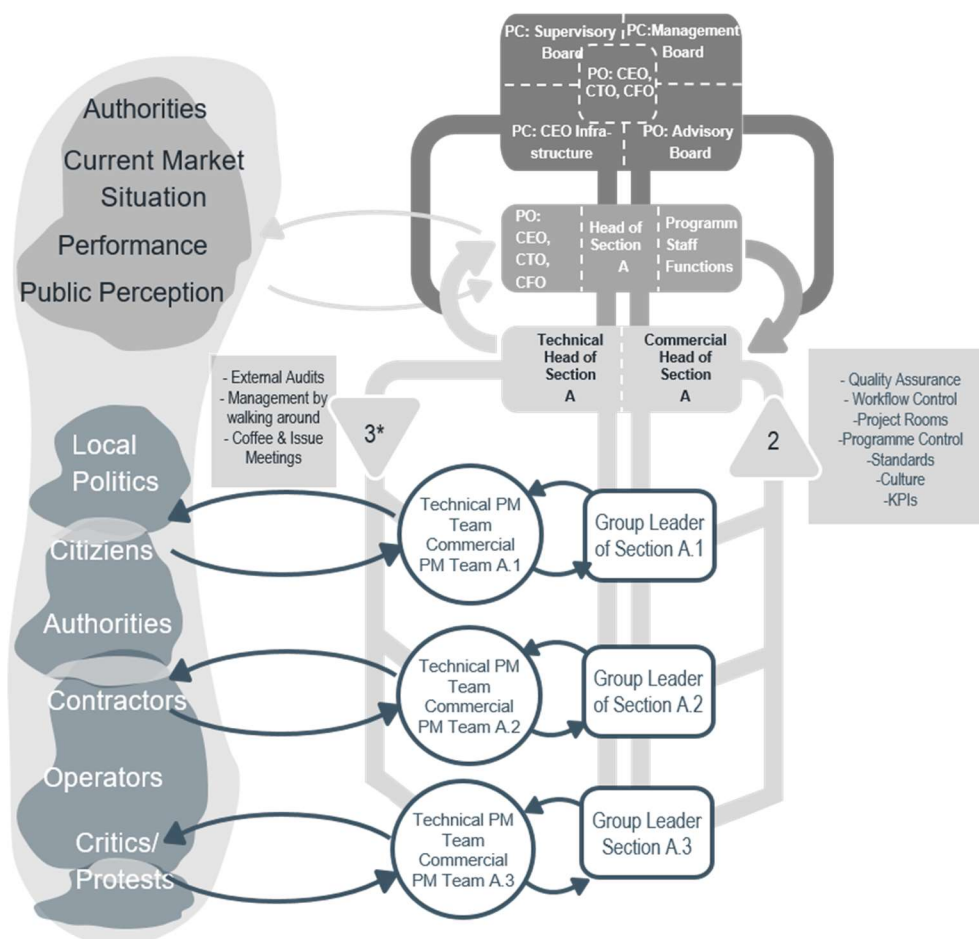 PC: Supervisory
Board
PC:Management
Board
PO: CEO,
CTO, CFO
PC: CEO Infra-
structure
PO: Advisory
Board
Authorities
Current Market
Situation
Performance
Public Perception
PO:
CEO,
CTO,
CFO
Head of
Section
A
Programm
Staff
Functions
Technical
Head of
Section
A
Commercial
Head of
Section
A
- External Audits
- Management by
walking around
- Coffee & Issue
Meetings
3*
2
- Quality Assurance
- Workflow Control
-Project Rooms
-Programme Control
-Standards
-Culture
-KPIs
Local
Politics
Citiziens
Authorities
Contractors
Operators
Critics/
Protests
Technical PM
Team
Commercial
PM Team A.1
Group Leader
of Section A.1
Technical PM
Team
Commercial
PM Team A.2
Group Leader
of Section A.2
Technical PM
Team
Commercial
PM Team A.3
Group Leader
Section A.3